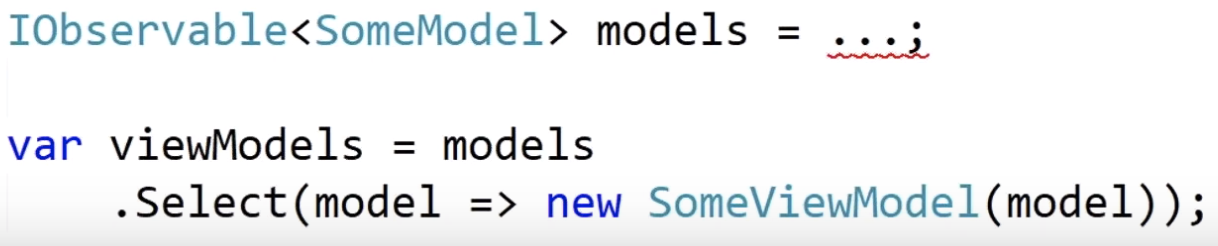 IObservable<SomeModel> models = ...;
var viewModels = models
.Select(model => new SomeViewModel(model));